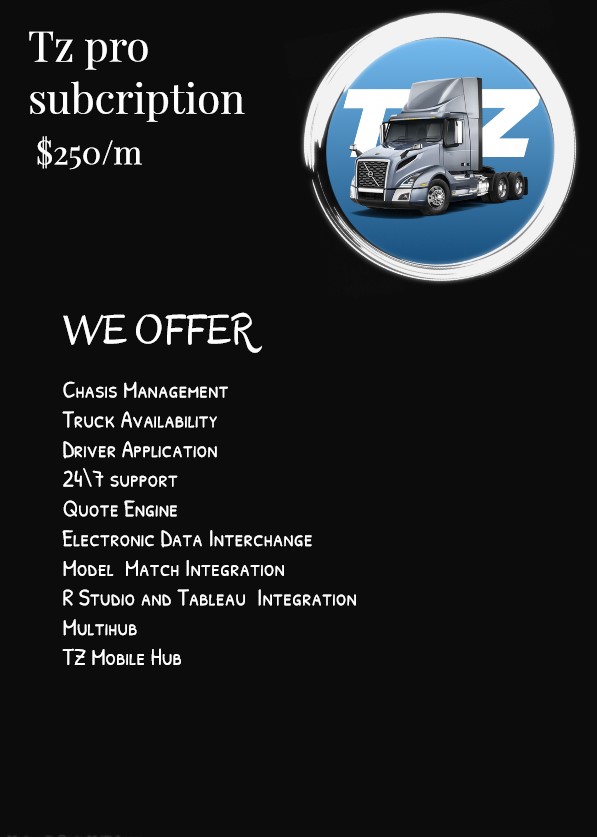 Tz pro
subcription
$250/m
TZ
WE OFFER
Chasis Management
Truck Availability
Driver Application
24\7 support
Quote Engine
Electronic Data Interchange
Model Match Integration
R Studio and Tableau Integration
Multihub
TZ Mobile Hub